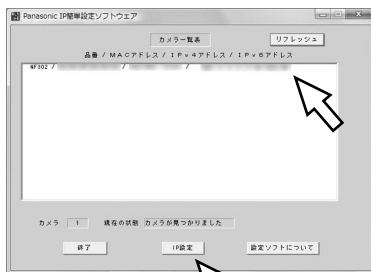 Panasonic IP簡単設定ソフトウェア
カメラ一覧表 リフレッシュ
品番 / MACアドレス / IPv4アドレス / IPv6アドレス
NF302 / / /
カメラ 1 現在の状態 カメラが見つかりました
終了 IP設定 設定ソフトについて